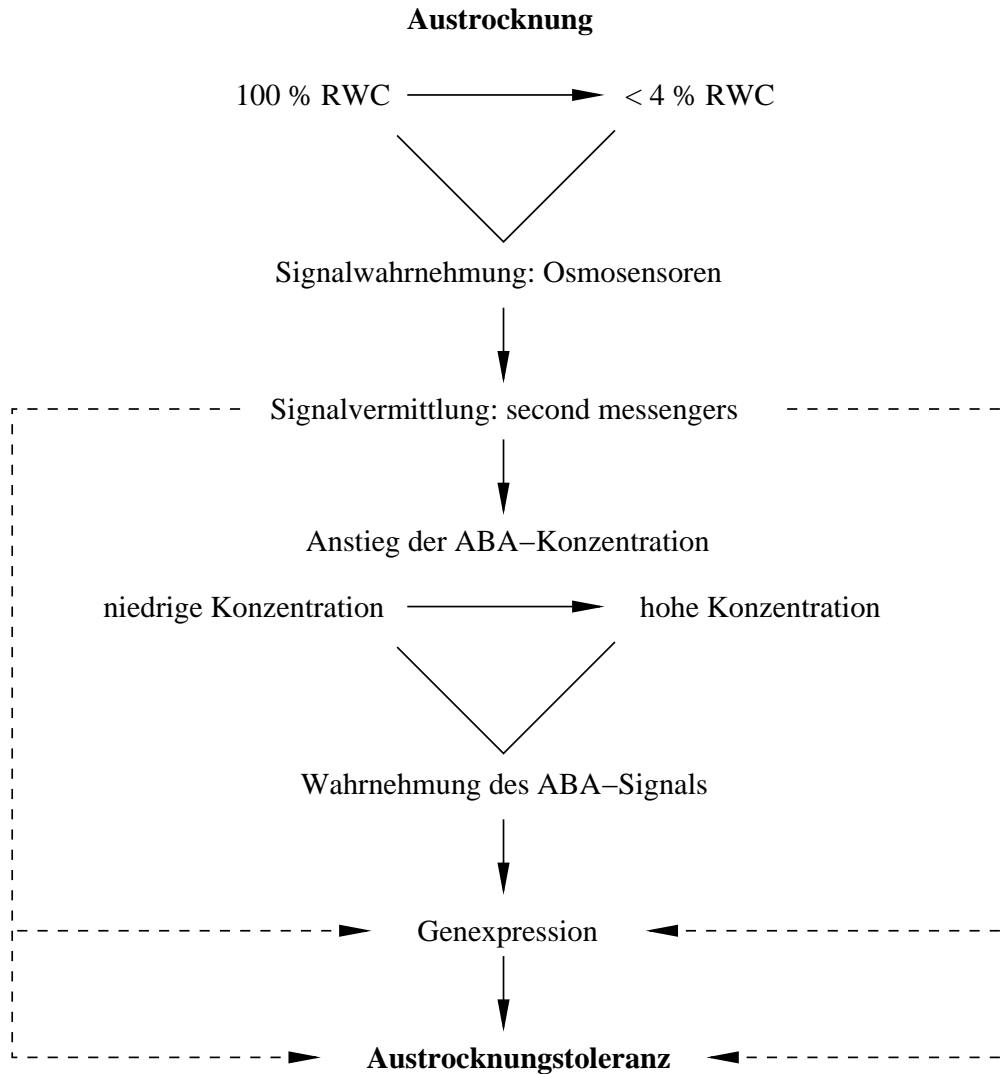 Austrocknung
100 % RWC < 4 % RWC
Signalwahrnehmung: Osmosensoren
Signalvermittlung: second messengers
Anstieg der ABA−Konzentration
niedrige Konzentration hohe Konzentration
Wahrnehmung des ABA−Signals
Genexpression
Austrocknungstoleranz